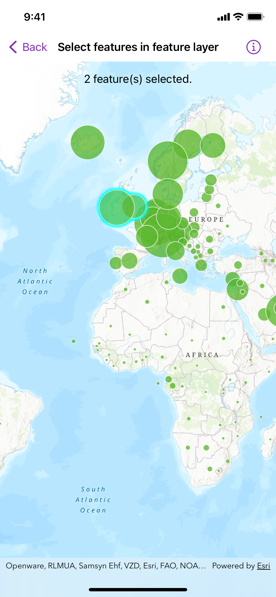 9:41
Back
Select features in feature layer
2 feature(s) selected.
EUROPE
North
Atlantic
Ocean
AFRICA
South
Atlantic
Ocean
Openware, RLMUA, Samsyn Ehf, VZD, Esri, FAO, NOA... Powered by Esri